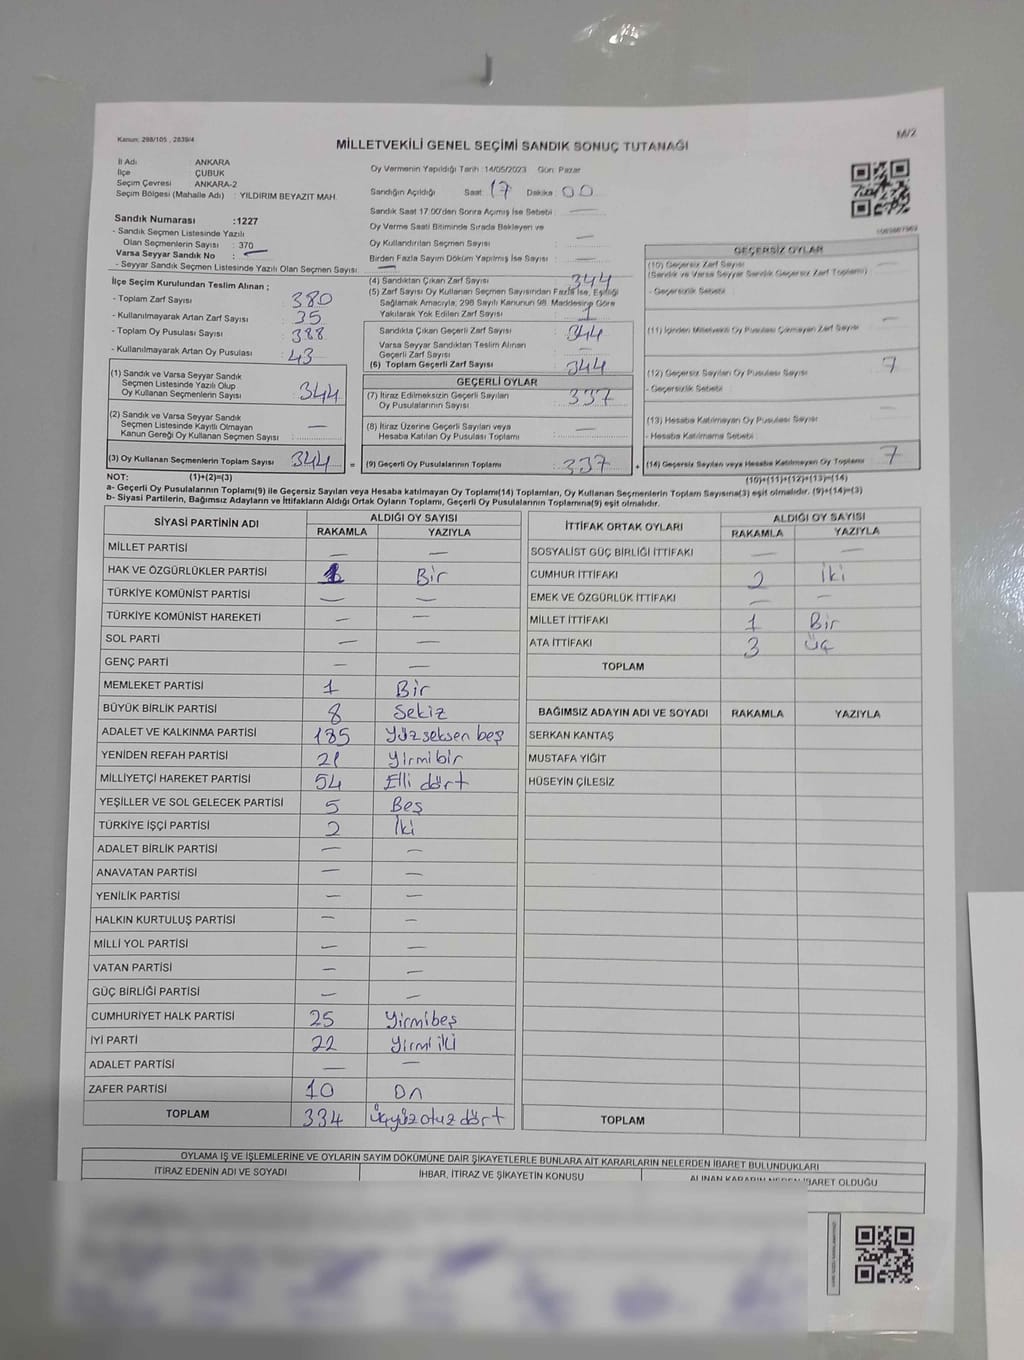 Kanun: 298/105 , 2839/4
M/2
MİLLETVEKİLİ GENEL SEÇİMİ SANDIK SONUÇ TUTANAĞI
İl Adı ANKARA
İlçe ÇUBUK
Seçim Çevresi ANKARA-2
Seçim Bölgesi (Mahalle Adı) : YILDIRIM BEYAZIT MAH.
Sandık Numarası :1227
- Sandık Seçmen Listesinde Yazılı
Olan Seçmenlerin Sayısı : 370
Varsa Seyyar Sandık No : —
- Seyyar Sandık Seçmen Listesinde Yazılı Olan Seçmen Sayısı: —
Oy Vermenin Yapıldığı Tarih :14/05/2023 Gün: Pazar
Sandığın Açıldığı Saat: 17 Dakika: 00
Sandık Saat 17:00'den Sonra Açılmış İse Sebebi : —
Oy Verme Saati Bitiminde Sırada Bekleyen ve
Oy Kullandırılan Seçmen Sayısı : —
Birden Fazla Sayım Döküm Yapılmış İse Sayısı : —
İlçe Seçim Kurulundan Teslim Alınan ;
- Toplam Zarf Sayısı : 380
- Kullanılmayarak Artan Zarf Sayısı : 35
- Toplam Oy Pusulası Sayısı : 388
- Kullanılmayarak Artan Oy Pusulası : 43
(1) Sandık ve Varsa Seyyar Sandık
Seçmen Listesinde Yazılı Olup
Oy Kullanan Seçmenlerin Sayısı : 344
(2) Sandık ve Varsa Seyyar Sandık
Seçmen Listesinde Kayıtlı Olmayan
Kanun Gereği Oy Kullanan Seçmen Sayısı : —
(3) Oy Kullanan Seçmenlerin Toplam Sayısı : 344 =
(4) Sandıktan Çıkan Zarf Sayısı : 344
(5) Zarf Sayısı Oy Kullanan Seçmen Sayısından Fazla İse, Eşitliği
Sağlamak Amacıyla, 298 Sayılı Kanunun 98. Maddesine Göre
Yakılarak Yok Edilen Zarf Sayısı : 1
Sandıkta Çıkan Geçerli Zarf Sayısı : 344
Varsa Seyyar Sandıktan Teslim Alınan
Geçerli Zarf Sayısı : —
(6) Toplam Geçerli Zarf Sayısı : 344
GEÇERLİ OYLAR
(7) İtiraz Edilmeksizin Geçerli Sayılan
Oy Pusulalarının Sayısı : 337
(8) İtiraz Üzerine Geçerli Sayılan veya
Hesaba Katılan Oy Pusulası Toplamı : —
(9) Geçerli Oy Pusulalarının Toplamı : 337 +
GEÇERSİZ OYLAR
(10) Geçersiz Zarf Sayısı
(Sandık ve Varsa Seyyar Sandık Geçersiz Zarf Toplamı) : —
- Geçersizlik Sebebi :
(11) İçinden Milletvekili Oy Pusulası Çıkmayan Zarf Sayısı : —
(12) Geçersiz Sayılan Oy Pusulası Sayısı : 7
- Geçersizlik Sebebi :
(13) Hesaba Katılmayan Oy Pusulası Sayısı : —
- Hesaba Katılmama Sebebi :
(14) Geçersiz Sayılan veya Hesaba Katılmayan Oy Toplamı : 7
NOT: (1)+(2)=(3) (10)+(11)+(12)+(13)=(14)
a- Geçerli Oy Pusulalarının Toplamı(9) ile Geçersiz Sayılan veya Hesaba katılmayan Oy Toplamı(14) Toplamları, Oy Kullanan Seçmenlerin Toplam Sayısına(3) eşit olmalıdır. (9)+(14)=(3)
b- Siyasi Partilerin, Bağımsız Adayların ve İttifakların Aldığı Ortak Oyların Toplamı, Geçerli Oy Pusulalarının Toplamına(9) eşit olmalıdır.
SİYASİ PARTİNİN ADI ALDIĞI OY SAYISI
RAKAMLA YAZIYLA
MİLLET PARTİSİ — —
HAK VE ÖZGÜRLÜKLER PARTİSİ 1 Bir
TÜRKİYE KOMÜNİST PARTİSİ — —
TÜRKİYE KOMÜNİST HAREKETİ — —
SOL PARTİ — —
GENÇ PARTİ — —
MEMLEKET PARTİSİ 1 Bir
BÜYÜK BİRLİK PARTİSİ 8 Sekiz
ADALET VE KALKINMA PARTİSİ 185 Yüzseksen beş
YENİDEN REFAH PARTİSİ 21 Yirmibir
MİLLİYETÇİ HAREKET PARTİSİ 54 Elli dört
YEŞİLLER VE SOL GELECEK PARTİSİ 5 Beş
TÜRKİYE İŞÇİ PARTİSİ 2 İki
ADALET BİRLİK PARTİSİ — —
ANAVATAN PARTİSİ — —
YENİLİK PARTİSİ — —
HALKIN KURTULUŞ PARTİSİ — —
MİLLİ YOL PARTİSİ — —
VATAN PARTİSİ — —
GÜÇ BİRLİĞİ PARTİSİ — —
CUMHURİYET HALK PARTİSİ 25 Yirmibeş
İYİ PARTİ 22 Yirmi iki
ADALET PARTİSİ — —
ZAFER PARTİSİ 10 On
TOPLAM 334 Üçyüzotuzdört
İTTİFAK ORTAK OYLARI ALDIĞI OY SAYISI
RAKAMLA YAZIYLA
SOSYALİST GÜÇ BİRLİĞİ İTTİFAKI — —
CUMHUR İTTİFAKI 2 İki
EMEK VE ÖZGÜRLÜK İTTİFAKI — —
MİLLET İTTİFAKI 1 Bir
ATA İTTİFAKI 3 Üç
TOPLAM
BAĞIMSIZ ADAYIN ADI VE SOYADI RAKAMLA YAZIYLA
SERKAN KANTAŞ
MUSTAFA YİĞİT
HÜSEYİN ÇİLESİZ
TOPLAM
OYLAMA İŞ VE İŞLEMLERİNE VE OYLARIN SAYIM DÖKÜMÜNE DAİR ŞİKAYETLERLE BUNLARA AİT KARARLARIN NELERDEN İBARET BULUNDUKLARI
İTİRAZ EDENİN ADI VE SOYADI İHBAR, İTİRAZ VE ŞİKAYETİN KONUSU ALINAN KARARIN NEDEN İBARET OLDUĞU